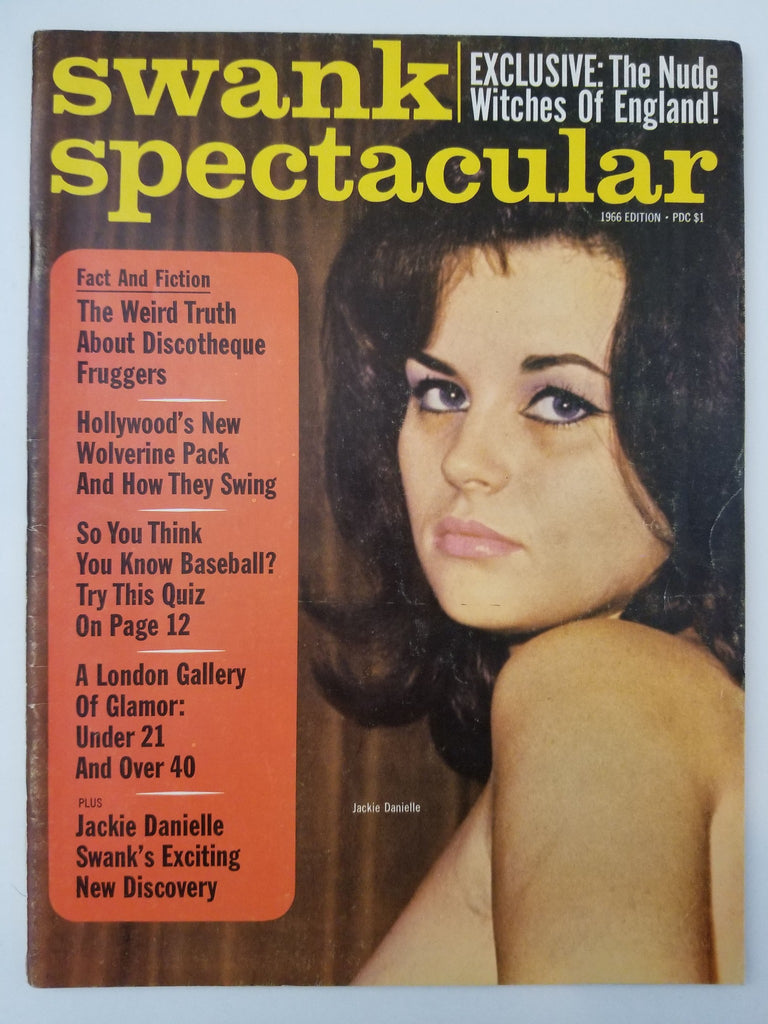 swank
spectacular
EXCLUSIVE: The Nude
Witches Of England!
1966 EDITION • PDC $1
Fact And Fiction
The Weird Truth
About Discotheque
Fruggers
Hollywood's New
Wolverine Pack
And How They Swing
So You Think
You Know Baseball?
Try This Quiz
On Page 12
A London Gallery
Of Glamor:
Under 21
And Over 40
PLUS
Jackie Danielle
Swank's Exciting
New Discovery
Jackie Danielle